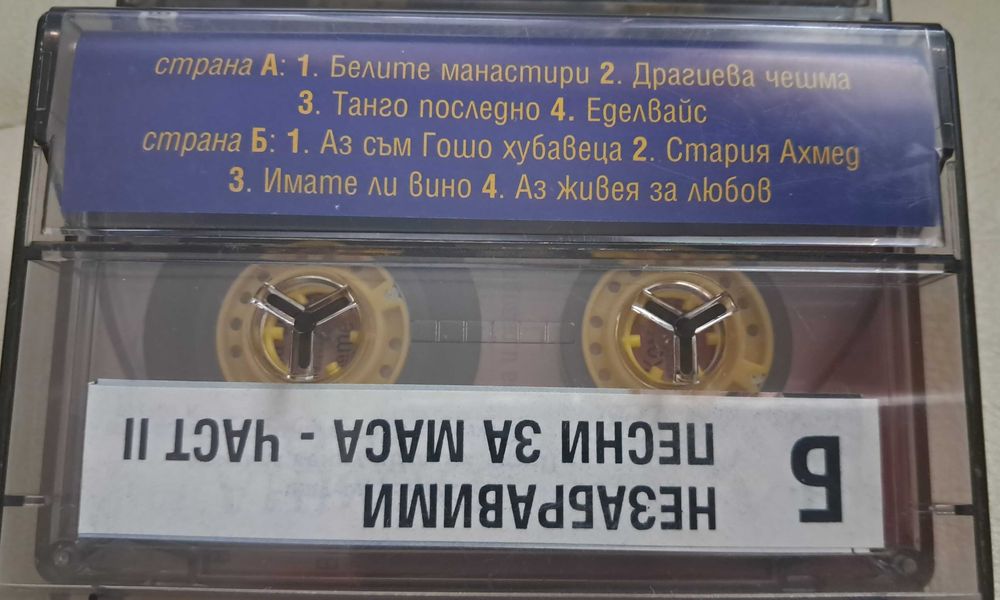 страна А: 1. Белите манастири 2. Драгиева чешма
3. Танго последно 4. Еделвайс
страна Б: 1. Аз съм Гошо хубавеца 2. Стария Ахмед
3. Имате ли вино 4. Аз живея за любов
Б
НЕЗАБРАВИМИ
ПЕСНИ ЗА МАСА - ЧАСТ II